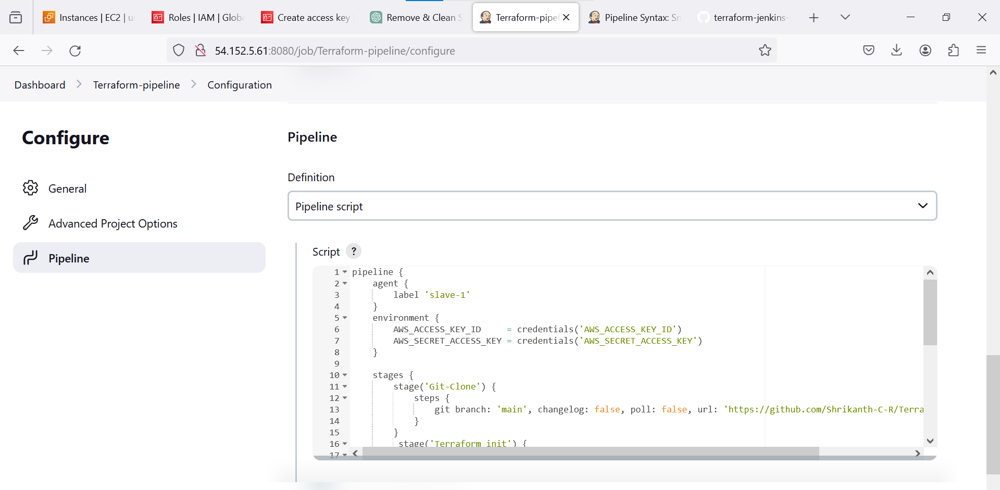 Instances | EC2 | us
Roles | IAM | Globa
Create access key
Remove & Clean S
Terraform-pipel
Pipeline Syntax: Sn
terraform-jenkins-
54.152.5.61:8080/job/Terraform-pipeline/configure
Dashboard > Terraform-pipeline > Configuration
Configure
General
Advanced Project Options
Pipeline
Pipeline
Definition
Pipeline script
Script ?
1 pipeline {
2     agent {
3         label 'slave-1'
4     }
5     environment {
6         AWS_ACCESS_KEY_ID     = credentials('AWS_ACCESS_KEY_ID')
7         AWS_SECRET_ACCESS_KEY = credentials('AWS_SECRET_ACCESS_KEY')
8     }
9
10     stages {
11         stage('Git-Clone') {
12             steps {
13                 git branch: 'main', changelog: false, poll: false, url: 'https://github.com/Shrikanth-C-R/Terra
14             }
15         }
16          stage('Terraform init') {
17